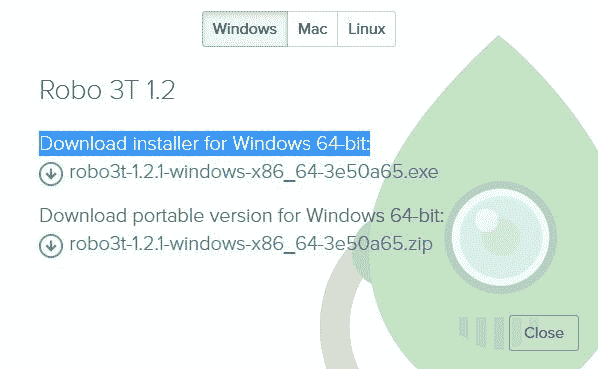 Windows Mac Linux
Robo 3T 1.2
Download installer for Windows 64-bit:
robo3t-1.2.1-windows-x86_64-3e50a65.exe
Download portable version for Windows 64-bit:
robo3t-1.2.1-windows-x86_64-3e50a65.zip
Close